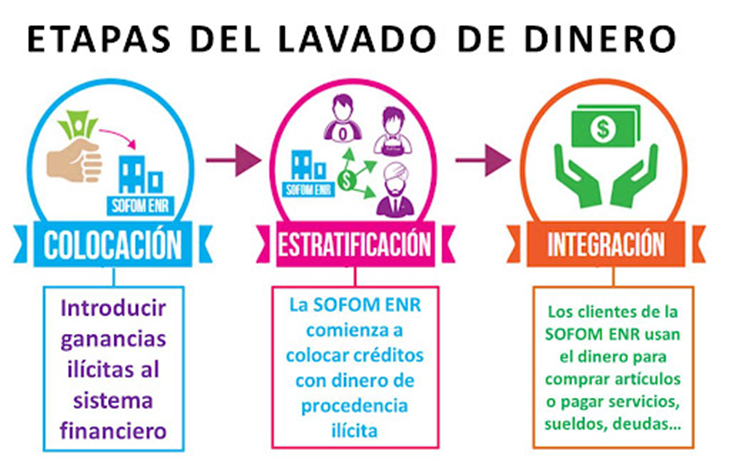 ETAPAS DEL LAVADO DE DINERO
SOFOM ENR
COLOCACIÓN
Introducir
ganancias
ilícitas al
sistema
financiero
SOFOM ENR
$
ESTRATIFICACIÓN
La SOFOM ENR
comienza a
colocar créditos
con dinero de
procedencia
ilícita
$
INTEGRACIÓN
Los clientes de la
SOFOM ENR usan
el dinero para
comprar artículos
o pagar servicios,
sueldos, deudas...